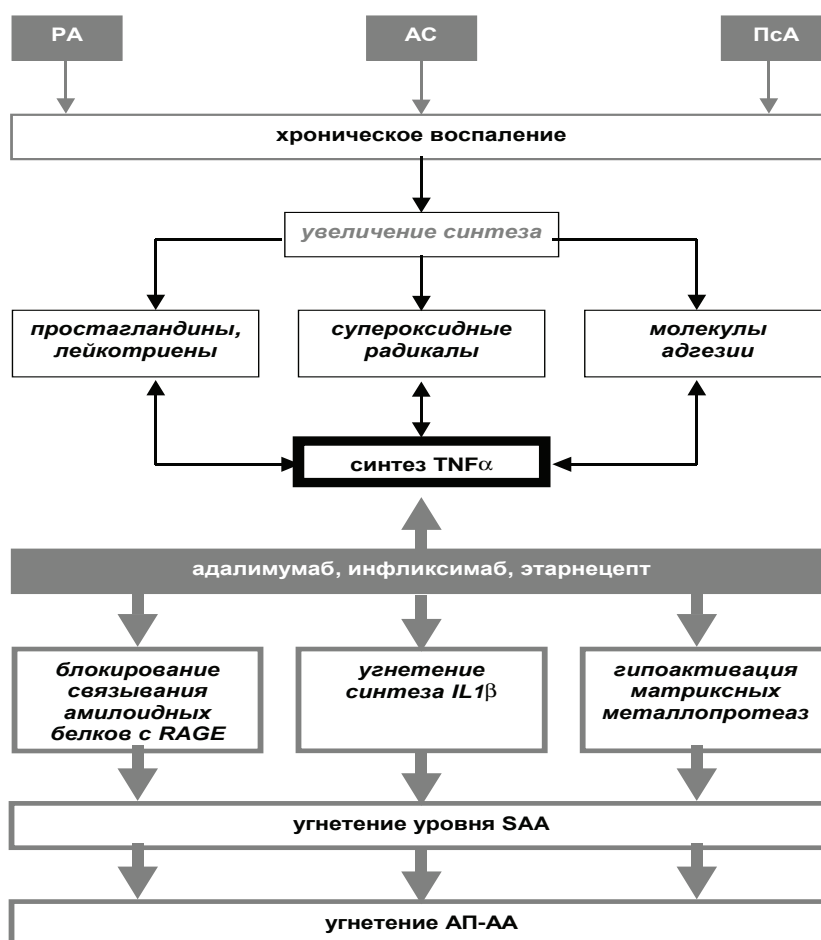 РА
АС
ПсА
хроническое воспаление
увеличение синтеза
простагландины,
лейкотриены
супероксидные
радикалы
молекулы
адгезии
синтез TNFα
адалимумаб, инфликсимаб, этарнецепт
блокирование
связывания
амилоидных
белков с RAGE
угнетение
синтеза IL1β
гипоактивация
матриксных
металлопротеаз
угнетение уровня SAA
угнетение АП-АА